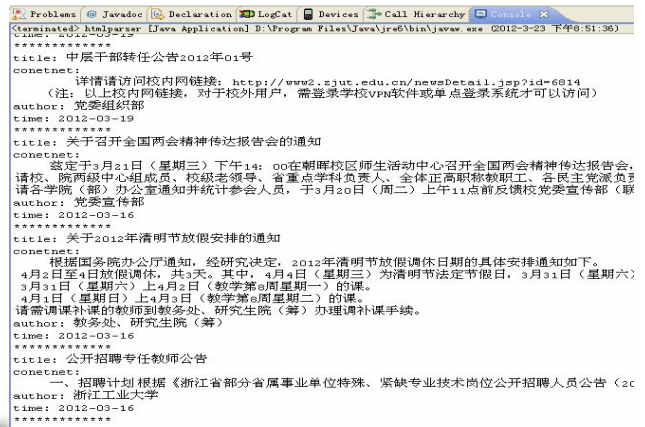 Problems @ Javadoc Declaration LogCat Devices Call Hierarchy Console
<terminated> htmlparser [Java Application] D:\Program Files\Java\jre6\bin\javaw.exe (2012-3-23 下午8:51:36)
time: 2012-03-19
*************
title: 中层干部转任公告2012年01号
conetnet:
详情请访问校内网链接: http://www2.zjut.edu.cn/newsDetail.jsp?id=6814
(注: 以上校内网链接，对于校外用户，需登录学校VPN软件或单点登录系统才可以访问)
author: 党委组织部
time: 2012-03-19
*************
title: 关于召开全国两会精神传达报告会的通知
conetnet:
兹定于3月21日（星期三）下午14：00在朝晖校区师生活动中心召开全国两会精神传达报告会，
请校、院两级中心组成员、校级老领导、省重点学科负责人、全体正高职称教职工、各民主党派负责
请各学院（部）办公室通知并统计参会人员，于3月20日（周二）上午11点前反馈校党委宣传部（联
author: 党委宣传部
time: 2012-03-16
*************
title: 关于2012年清明节放假安排的通知
conetnet:
根据国务院办公厅通知，经研究决定，2012年清明节放假调休日期的具体安排通知如下。
4月2日至4日放假调休，共3天。其中，4月4日（星期三）为清明节法定节假日，3月31日（星期六）
3月31日（星期六）上4月2日（教学第8周星期一）的课。
4月1日（星期日）上4月3日（教学第8周星期二）的课。
请需调课补课的教师到教务处、研究生院（筹）办理调补课手续。
author: 教务处、研究生院（筹）
time: 2012-03-16
*************
title: 公开招聘专任教师公告
conetnet:
一、招聘计划 根据《浙江省部分省属事业单位特殊、紧缺专业技术岗位公开招聘人员公告（20
author: 浙江工业大学
time: 2012-03-16
*************